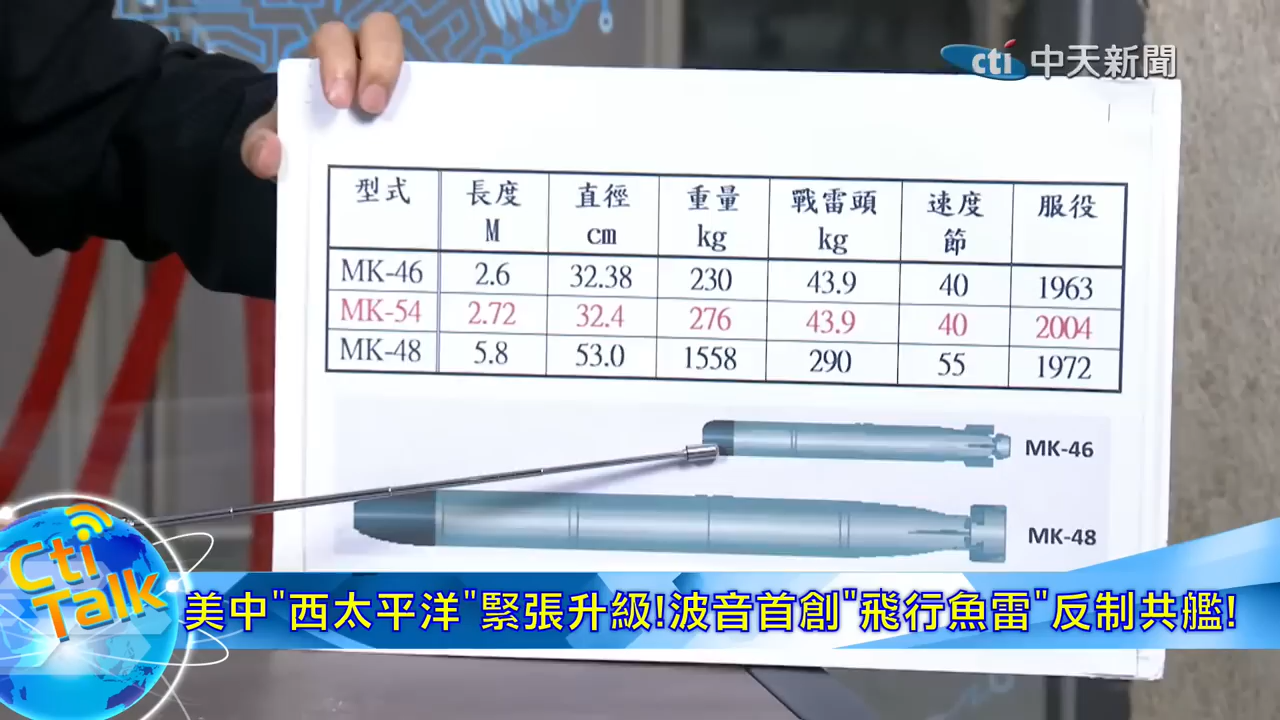 cti 中天新聞
型式 長度 直徑 重量 戰雷頭 速度 服役
M cm kg kg 節
MK-46 2.6 32.38 230 43.9 40 1963
MK-54 2.72 32.4 276 43.9 40 2004
MK-48 5.8 53.0 1558 290 55 1972
MK-46
MK-48
Cti
Talk
美中"西太平洋"緊張升級!波音首創"飛行魚雷"反制共艦!